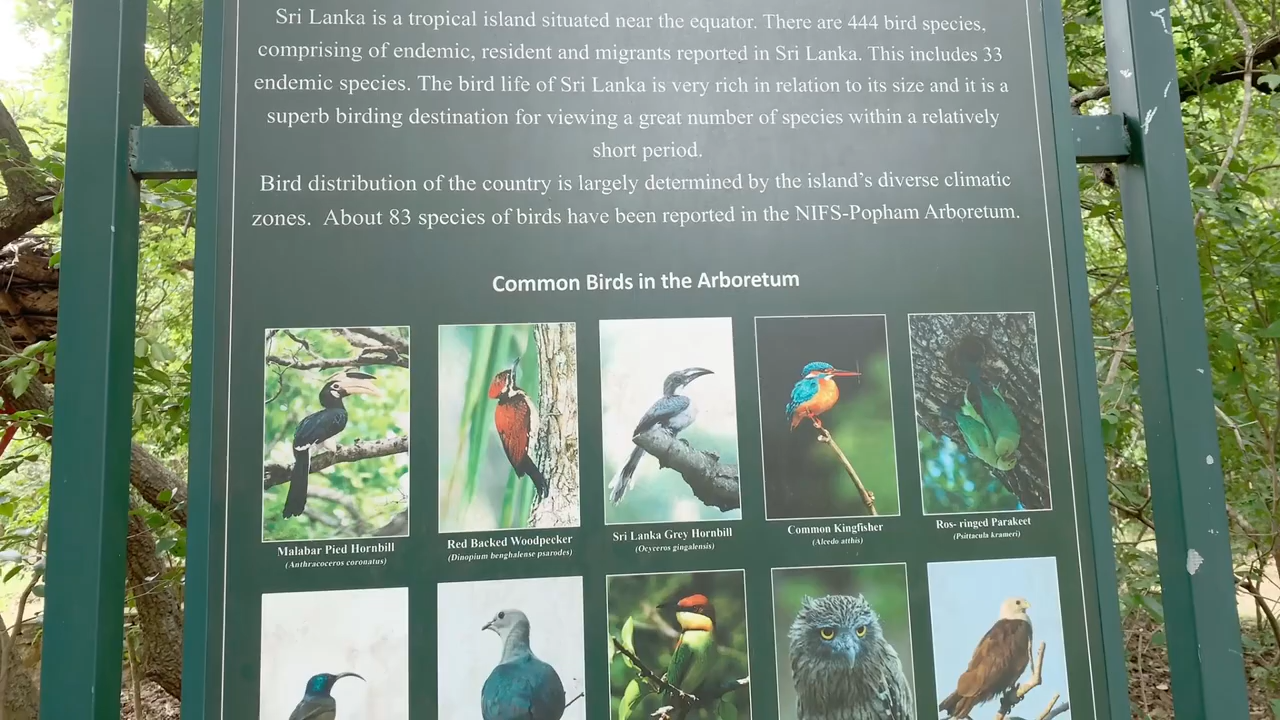 Sri Lanka is a tropical island situated near the equator. There are 444 bird species,
comprising of endemic, resident and migrants reported in Sri Lanka. This includes 33
endemic species. The bird life of Sri Lanka is very rich in relation to its size and it is a
superb birding destination for viewing a great number of species within a relatively
short period.
Bird distribution of the country is largely determined by the island's diverse climatic
zones. About 83 species of birds have been reported in the NIFS-Popham Arboretum.
Common Birds in the Arboretum
Malabar Pied Hornbill
(Anthracoceros coronatus)
Red Backed Woodpecker
(Dinopium benghalense psarodes)
Sri Lanka Grey Hornbill
(Ocyceros gingalensis)
Common Kingfisher
(Alcedo atthis)
Ros- ringed Parakeet
(Psittacula krameri)